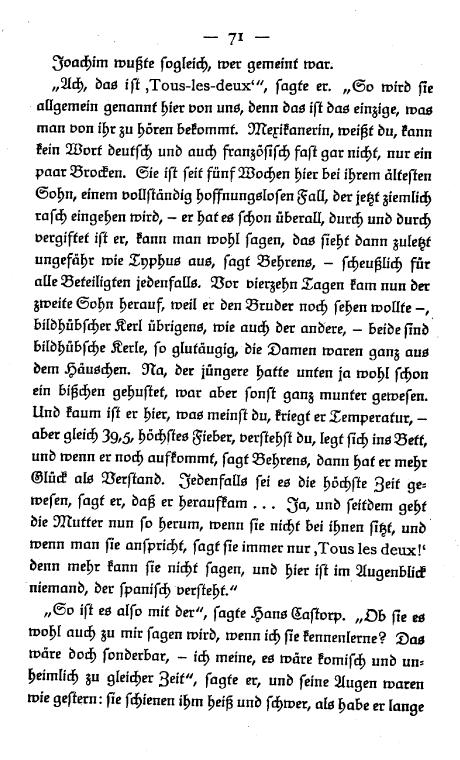 — 71 —
Joachim wußte sogleich, wer gemeint war.
„Ach, das ist ‚Tous-les-deux‘“, sagte er. „So wird sie
allgemein genannt hier von uns, denn das ist das einzige, was
man von ihr zu hören bekommt. Mexikanerin, weißt du, kann
kein Wort deutsch und auch französisch fast gar nicht, nur ein
paar Brocken. Sie ist seit fünf Wochen hier bei ihrem ältesten
Sohn, einem vollständig hoffnungslosen Fall, der jetzt ziemlich
rasch eingehen wird, – er hat es schon überall, durch und durch
vergiftet ist er, kann man wohl sagen, das sieht dann zuletzt
ungefähr wie Typhus aus, sagt Behrens, – scheußlich für
alle Beteiligten jedenfalls. Vor vierzehn Tagen kam nun der
zweite Sohn herauf, weil er den Bruder noch sehen wollte –,
bildhübscher Kerl übrigens, wie auch der andere, – beide sind
bildhübsche Kerle, so glutäugig, die Damen waren ganz aus
dem Häuschen. Na, der jüngere hatte unten ja wohl schon
ein bißchen gehustet, war aber sonst ganz munter gewesen.
Und kaum ist er hier, was meinst du, kriegt er Temperatur, –
aber gleich 39,5, höchstes Fieber, verstehst du, legt sich ins Bett,
und wenn er noch aufkommt, sagt Behrens, dann hat er mehr
Glück als Verstand. Jedenfalls sei es die höchste Zeit ge-
wesen, sagt er, daß er heraufkam ... Ja, und seitdem geht
die Mutter nun so herum, wenn sie nicht bei ihnen sitzt, und
wenn man sie anspricht, sagt sie immer nur ‚Tous les deux!‘
denn mehr kann sie nicht sagen, und hier ist im Augenblick
niemand, der spanisch versteht.“
„So ist es also mit der“, sagte Hans Castorp. „Ob sie es
wohl auch zu mir sagen wird, wenn ich sie kennenlerne? Das
wäre doch sonderbar, – ich meine, es wäre komisch und un-
heimlich zu gleicher Zeit“, sagte er, und seine Augen waren
wie gestern: sie schienen ihm heiß und schwer, als habe er lange